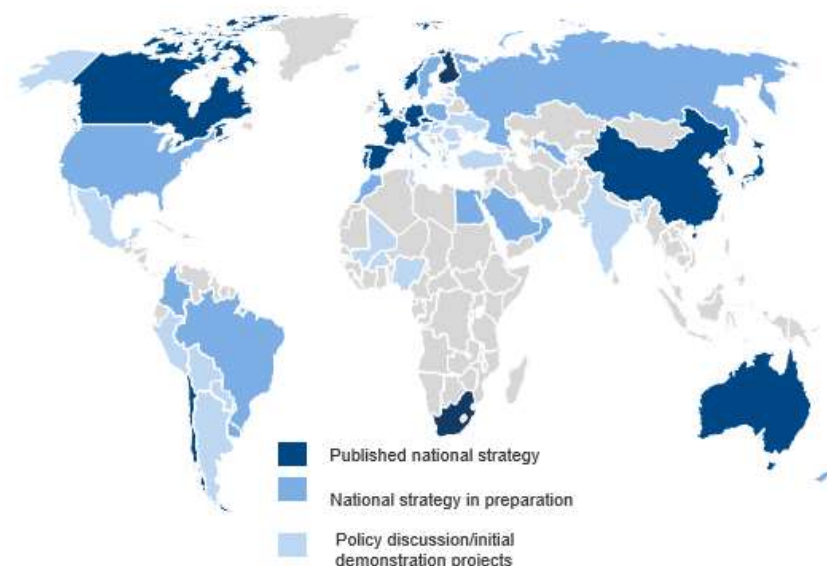 Published national strategy
National strategy in preparation
Policy discussion/initial
demonstration projects